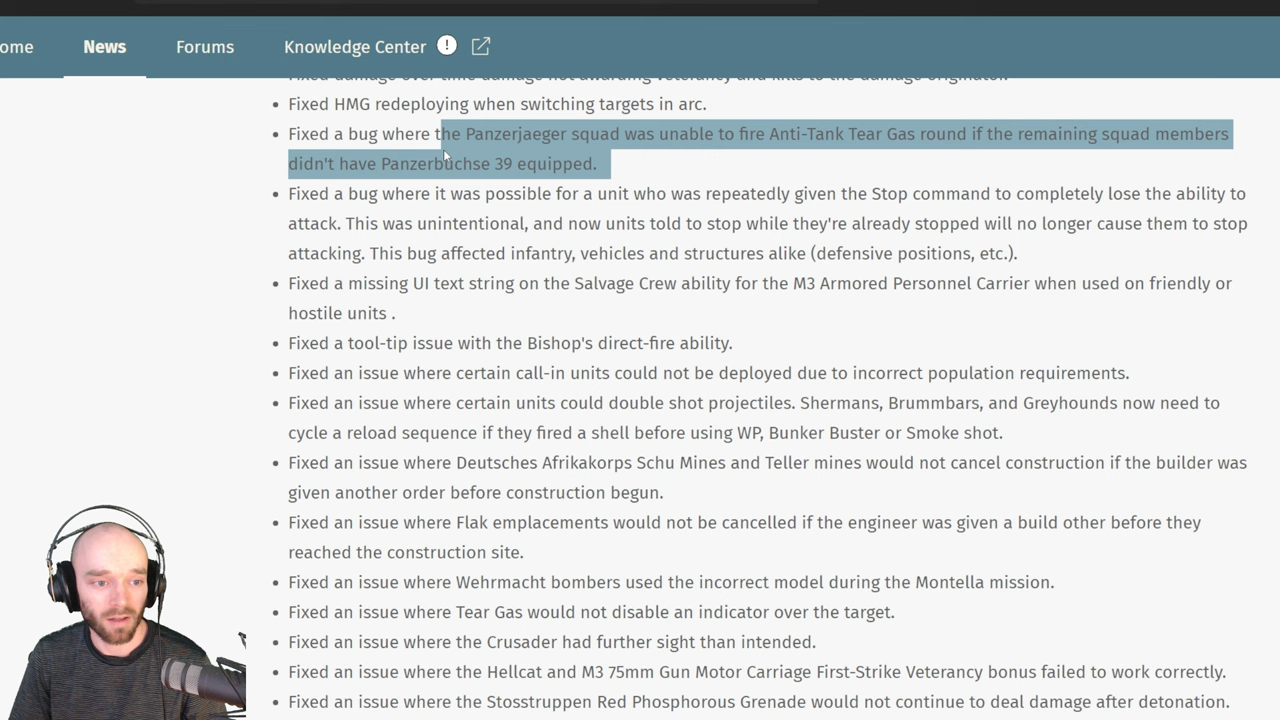 ome News Forums Knowledge Center !
Fixed damage over time damage not awarding veterancy and kills to the damage originator.
• Fixed HMG redeploying when switching targets in arc.
• Fixed a bug where the Panzerjaeger squad was unable to fire Anti-Tank Tear Gas round if the remaining squad members
didn't have Panzerbüchse 39 equipped.
• Fixed a bug where it was possible for a unit who was repeatedly given the Stop command to completely lose the ability to
attack. This was unintentional, and now units told to stop while they're already stopped will no longer cause them to stop
attacking. This bug affected infantry, vehicles and structures alike (defensive positions, etc.).
• Fixed a missing UI text string on the Salvage Crew ability for the M3 Armored Personnel Carrier when used on friendly or
hostile units .
• Fixed a tool-tip issue with the Bishop's direct-fire ability.
• Fixed an issue where certain call-in units could not be deployed due to incorrect population requirements.
• Fixed an issue where certain units could double shot projectiles. Shermans, Brummbars, and Greyhounds now need to
cycle a reload sequence if they fired a shell before using WP, Bunker Buster or Smoke shot.
• Fixed an issue where Deutsches Afrikakorps Schu Mines and Teller mines would not cancel construction if the builder was
given another order before construction begun.
• Fixed an issue where Flak emplacements would not be cancelled if the engineer was given a build other before they
reached the construction site.
• Fixed an issue where Wehrmacht bombers used the incorrect model during the Montella mission.
• Fixed an issue where Tear Gas would not disable an indicator over the target.
• Fixed an issue where the Crusader had further sight than intended.
• Fixed an issue where the Hellcat and M3 75mm Gun Motor Carriage First-Strike Veterancy bonus failed to work correctly.
• Fixed an issue where the Stosstruppen Red Phosphorous Grenade would not continue to deal damage after detonation.